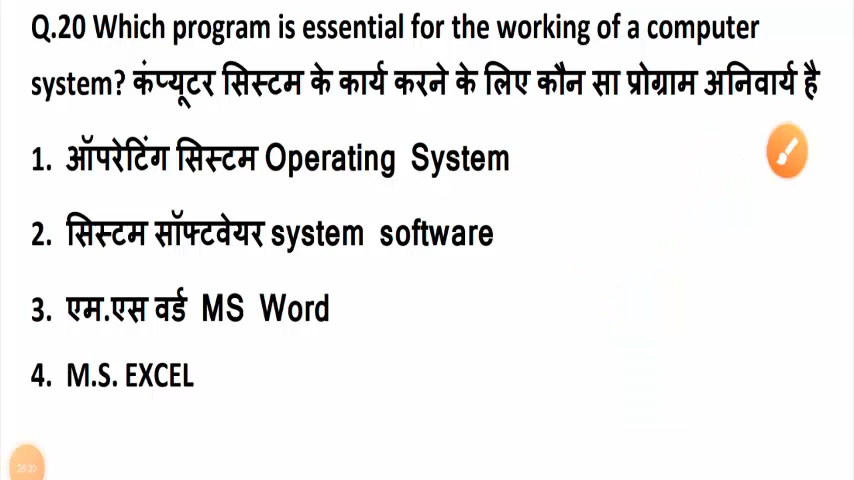 Q.20 Which program is essential for the working of a computer
system? कंप्यूटर सिस्टम के कार्य करने के लिए कौन सा प्रोग्राम अनिवार्य है
1. ऑपरेटिंग सिस्टम Operating System
2. सिस्टम सॉफ्टवेयर system software
3. एम.एस वर्ड MS Word
4. M.S. EXCEL